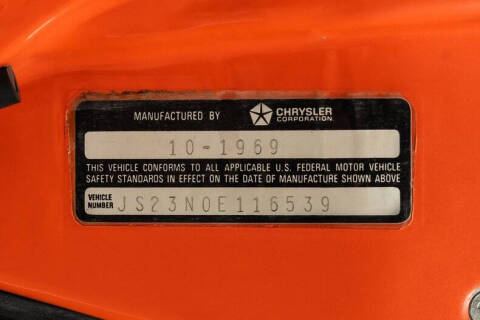 MANUFACTURED BY CHRYSLER CORPORATION
10-1969
THIS VEHICLE CONFORMS TO ALL APPLICABLE U.S. FEDERAL MOTOR VEHICLE
SAFETY STANDARDS IN EFFECT ON THE DATE OF MANUFACTURE SHOWN ABOVE
VEHICLE NUMBER JS23N0E116539